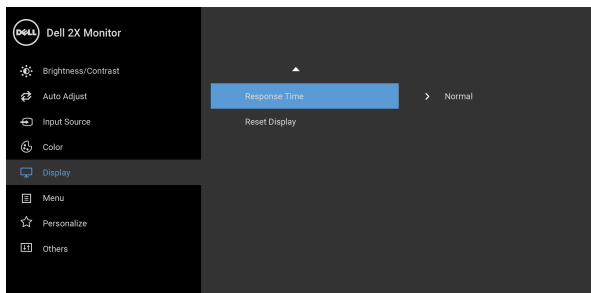 DELL Dell 2X Monitor
Brightness/Contrast
Auto Adjust
Input Source
Color
Display
Menu
Personalize
Others
Response Time Normal
Reset Display